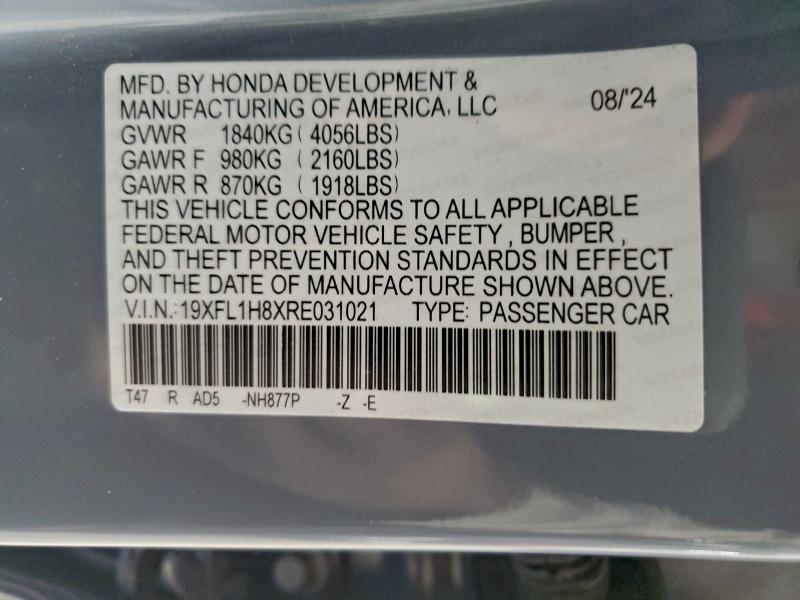 MFD. BY HONDA DEVELOPMENT &
MANUFACTURING OF AMERICA, LLC 08/'24
GVWR 1840KG ( 4056LBS)
GAWR F 980KG ( 2160LBS)
GAWR R 870KG ( 1918LBS)
THIS VEHICLE CONFORMS TO ALL APPLICABLE
FEDERAL MOTOR VEHICLE SAFETY , BUMPER ,
AND THEFT PREVENTION STANDARDS IN EFFECT
ON THE DATE OF MANUFACTURE SHOWN ABOVE.
V.I.N.:19XFL1H8XRE031021 TYPE: PASSENGER CAR
T47 R AD5 -NH877P -Z -E